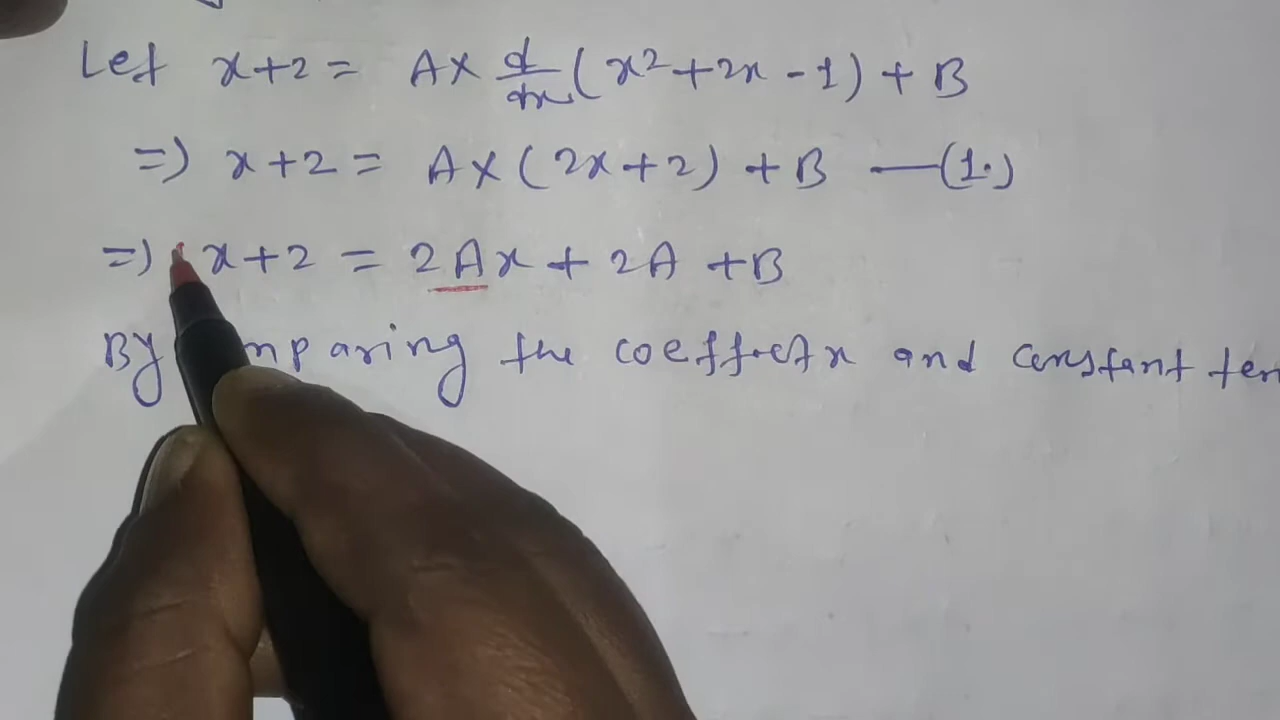 Let x+2 = A× d/dx (x²+2x-1) + B
=) x+2 = A×(2x+2) + B —(1.)
=) x+2 = 2Ax + 2A + B
By comparing the coeff. of x and constant ter